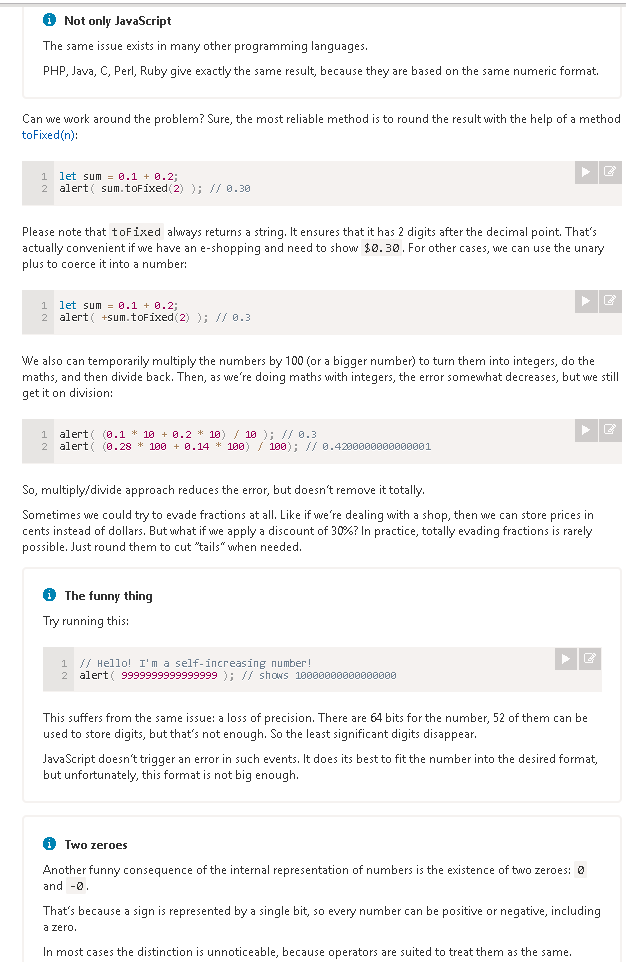 Not only JavaScript
The same issue exists in many other programming languages.
PHP, Java, C, Perl, Ruby give exactly the same result, because they are based on the same numeric format.
Can we work around the problem? Sure, the most reliable method is to round the result with the help of a method
toFixed(n):
1 let sum = 0.1 + 0.2;
2 alert( sum.toFixed(2) ); // 0.30
Please note that toFixed always returns a string. It ensures that it has 2 digits after the decimal point. That's
actually convenient if we have an e-shopping and need to show $0.30. For other cases, we can use the unary
plus to coerce it into a number:
1 let sum = 0.1 + 0.2;
2 alert( +sum.toFixed(2) ); // 0.3
We also can temporarily multiply the numbers by 100 (or a bigger number) to turn them into integers, do the
maths, and then divide back. Then, as we're doing maths with integers, the error somewhat decreases, but we still
get it on division:
1 alert( (0.1 * 10 + 0.2 * 10) / 10 ); // 0.3
2 alert( (0.28 * 100 + 0.14 * 100) / 100); // 0.4200000000000001
So, multiply/divide approach reduces the error, but doesn't remove it totally.
Sometimes we could try to evade fractions at all. Like if we're dealing with a shop, then we can store prices in
cents instead of dollars. But what if we apply a discount of 30%? In practice, totally evading fractions is rarely
possible. Just round them to cut "tails" when needed.
The funny thing
Try running this:
1 // Hello! I'm a self-increasing number!
2 alert( 9999999999999999 ); // shows 10000000000000000
This suffers from the same issue: a loss of precision. There are 64 bits for the number, 52 of them can be
used to store digits, but that's not enough. So the least significant digits disappear.
JavaScript doesn't trigger an error in such events. It does its best to fit the number into the desired format,
but unfortunately, this format is not big enough.
Two zeroes
Another funny consequence of the internal representation of numbers is the existence of two zeroes: 0
and -0.
That's because a sign is represented by a single bit, so every number can be positive or negative, including
a zero.
In most cases the distinction is unnoticeable, because operators are suited to treat them as the same.